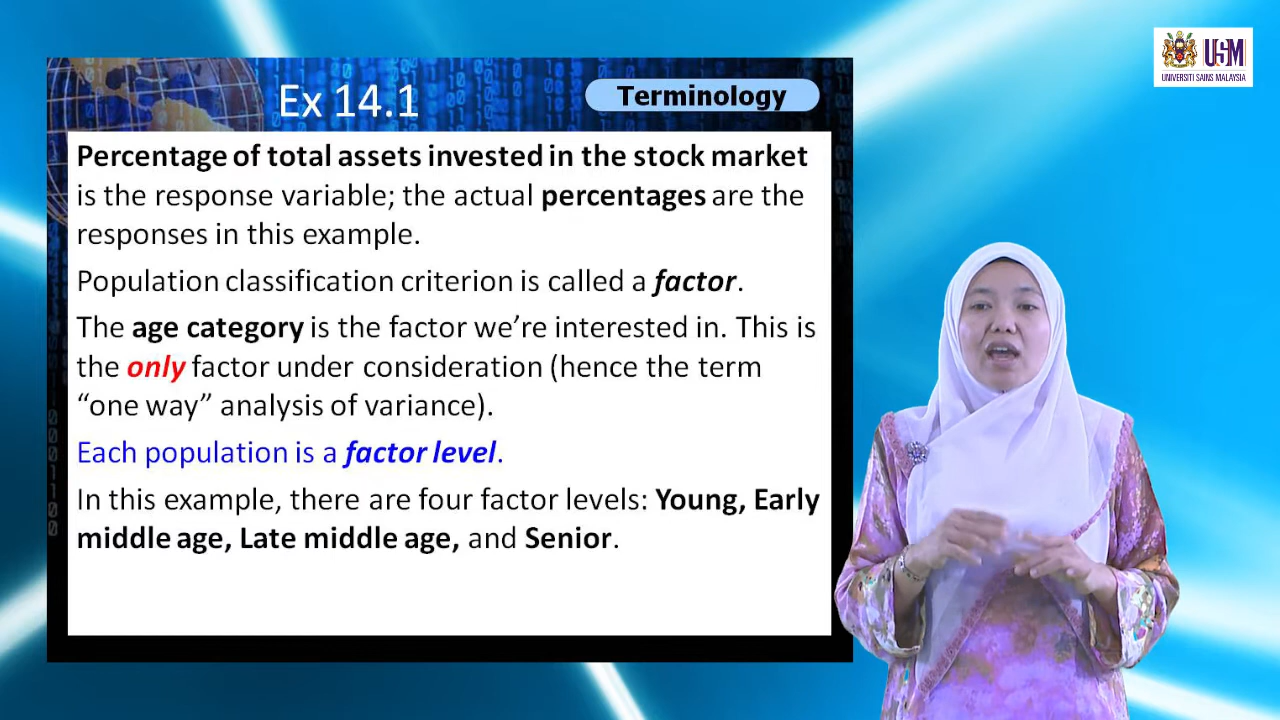 USM
UNIVERSITI SAINS MALAYSIA
Ex 14.1
Terminology
Percentage of total assets invested in the stock market
is the response variable; the actual percentages are the
responses in this example.
Population classification criterion is called a factor.
The age category is the factor we’re interested in. This is
the only factor under consideration (hence the term
“one way” analysis of variance).
Each population is a factor level.
In this example, there are four factor levels: Young, Early
middle age, Late middle age, and Senior.